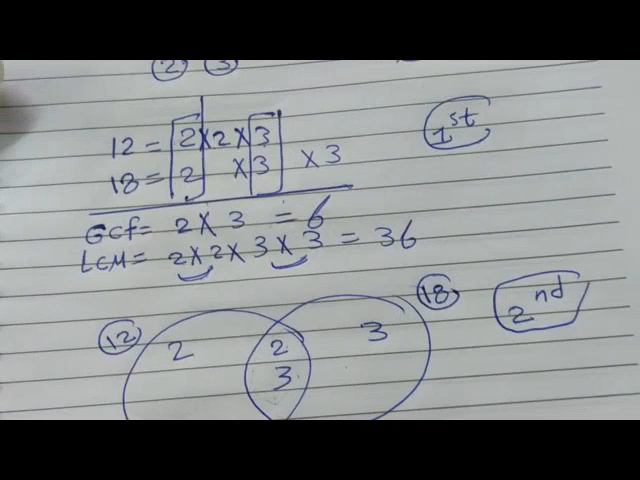 2 3
12 = 2 × 2 × 3
18 = 2 × 3 × 3
1st
GCF = 2 × 3 = 6
LCM = 2 × 2 × 3 × 3 = 36
12 18 2nd
2 2 3
3